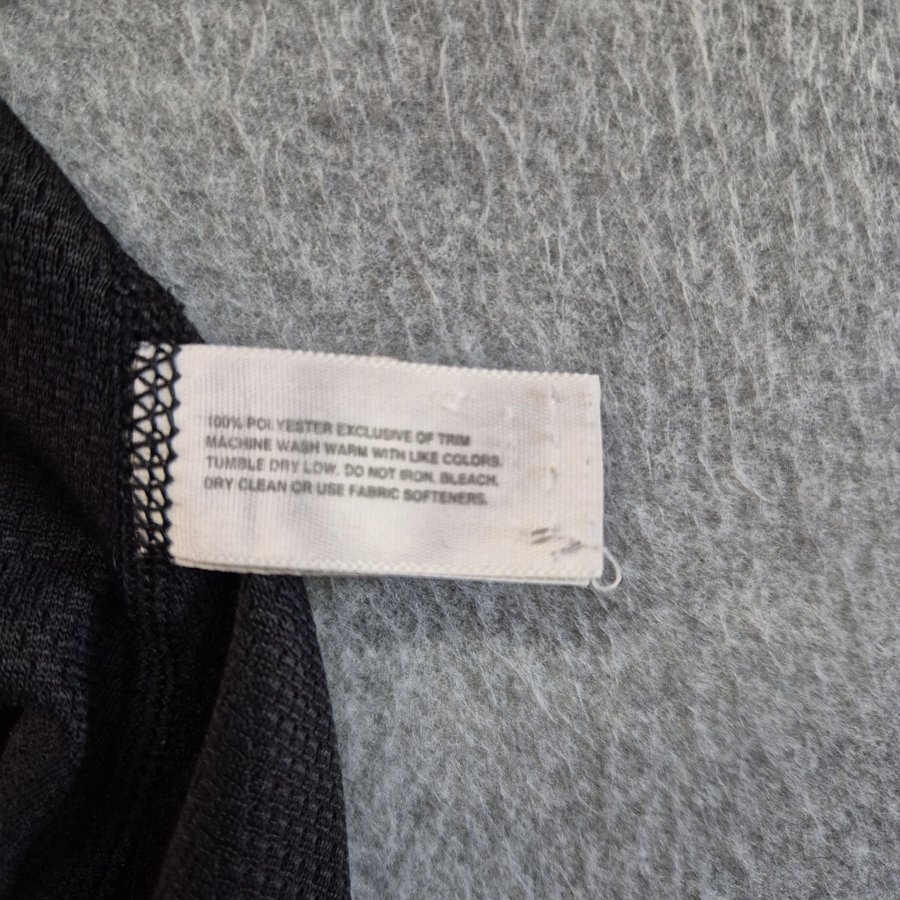 100% POLYESTER EXCLUSIVE OF TRIM
MACHINE WASH WARM WITH LIKE COLORS.
TUMBLE DRY LOW. DO NOT IRON, BLEACH,
DRY CLEAN OR USE FABRIC SOFTENERS.